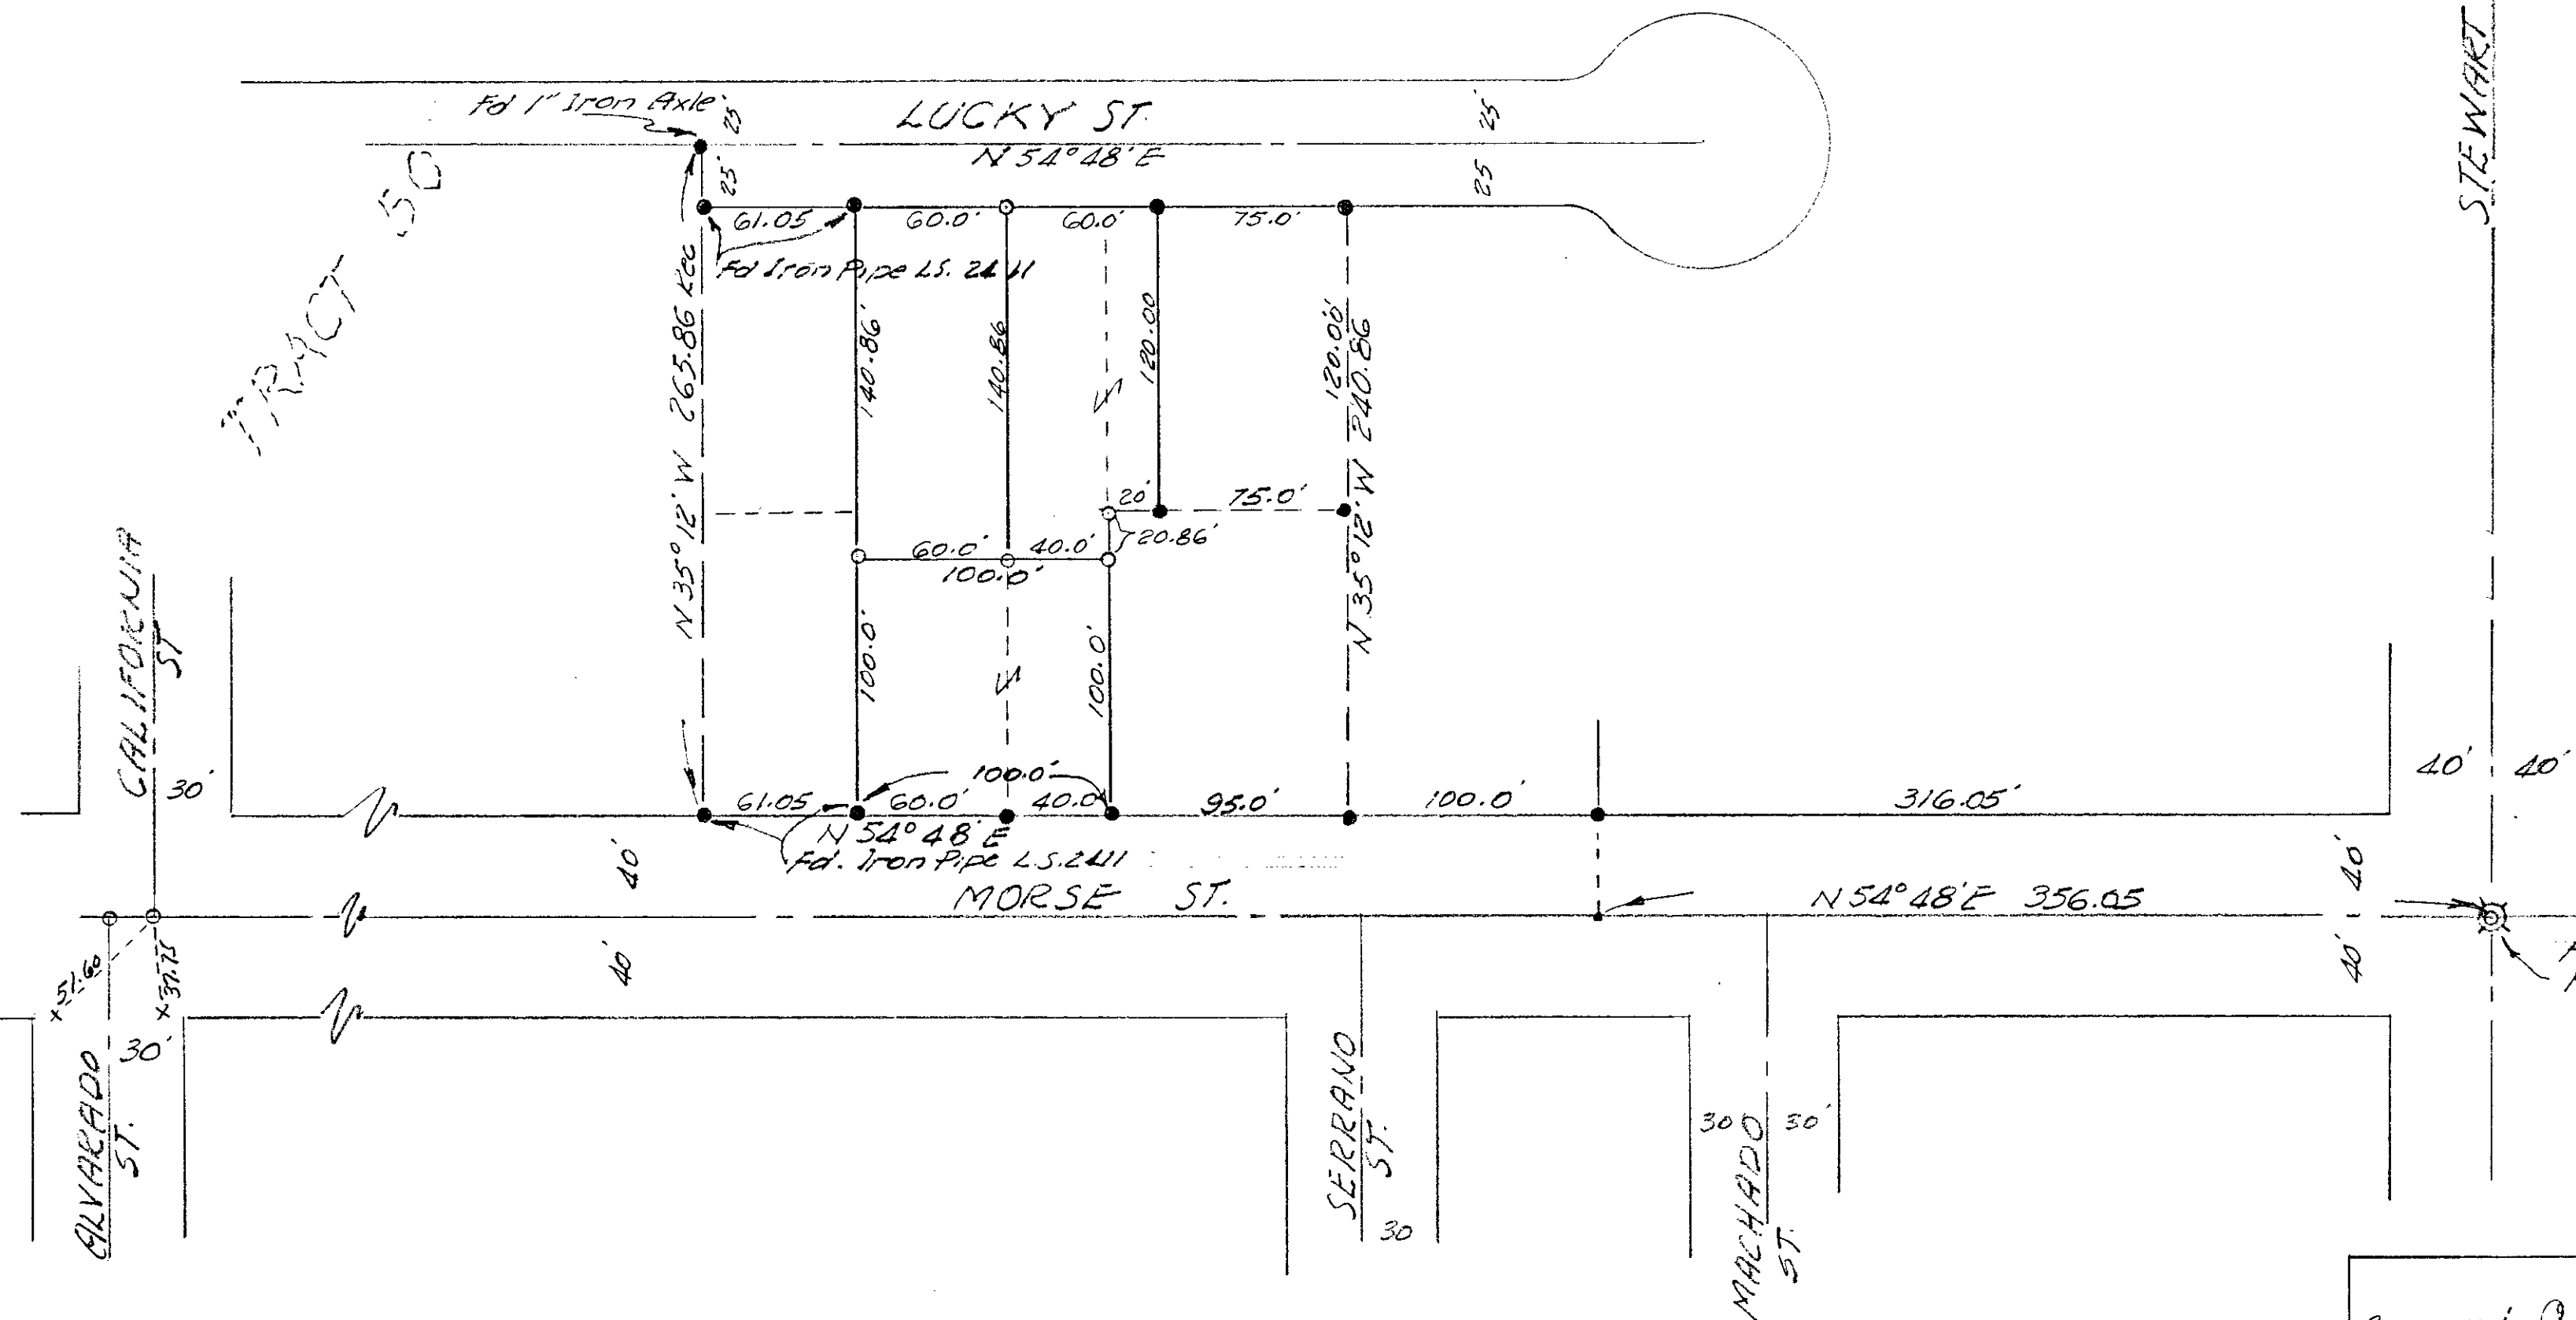 STEWART
Fd 1" Iron Axle
25'
LUCKY ST.
25'
N 54°48' E
25'
25
TRACT 50
61.05
60.0'
60.0'
75.0'
Fd Iron Pipe L.S. 2411
N 35° 12' W 265.86 Rec
140.86'
140.86
120.00
120.00'
N 35° 12' W 240.86
20'
75.0'
20.86'
60.0'
40.0'
100.0'
CALIFORNIA
ST
30'
100.0'
100.0'
40'
40'
100.0'
61.05
60.0'
40.0'
95.0'
100.0'
316.05'
N 54° 48' E
Fd. Iron Pipe L.S. 2411
40'
40'
MORSE ST.
N 54° 48' E 356.05
40'
40'
51.60
37.75
30'
ALVARADO
ST.
SERRANO
ST.
30
30
30'
MACHADO
ST.